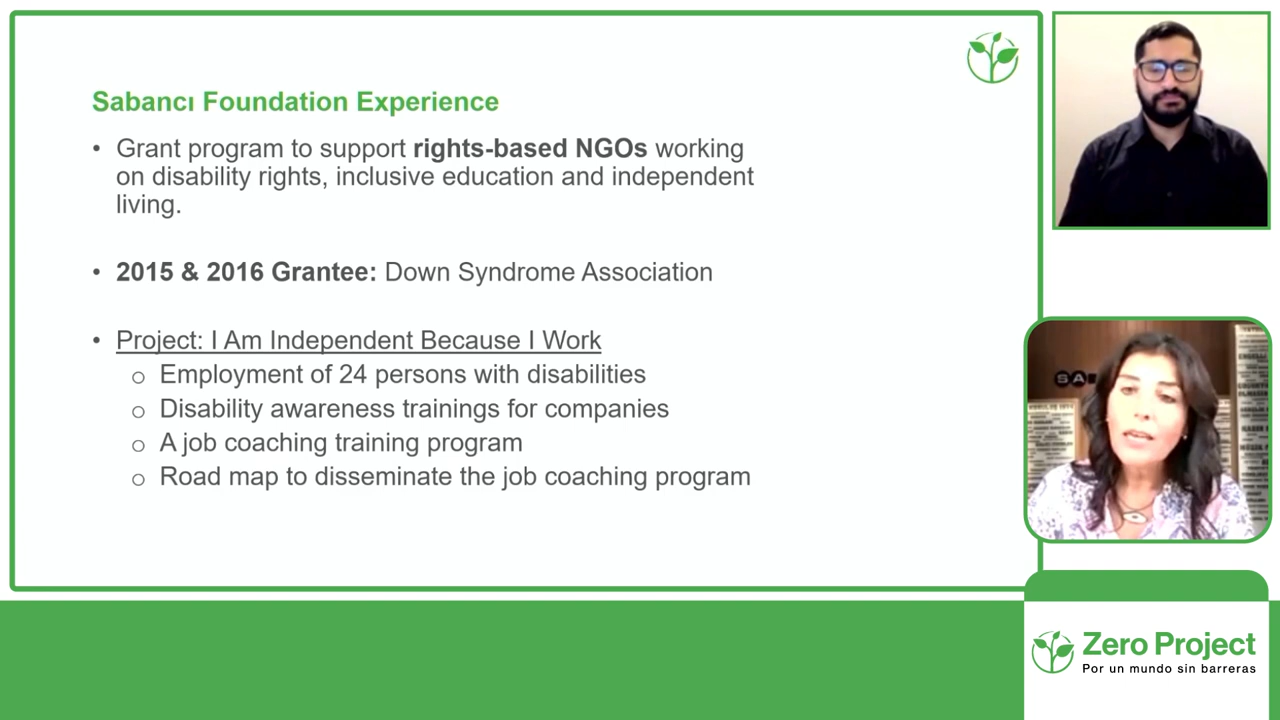 Sabancı Foundation Experience
• Grant program to support rights-based NGOs working
on disability rights, inclusive education and independent
living.
• 2015 & 2016 Grantee: Down Syndrome Association
• Project: I Am Independent Because I Work
o Employment of 24 persons with disabilities
o Disability awareness trainings for companies
o A job coaching training program
o Road map to disseminate the job coaching program
SA
Zero Project
Por un mundo sin barreras